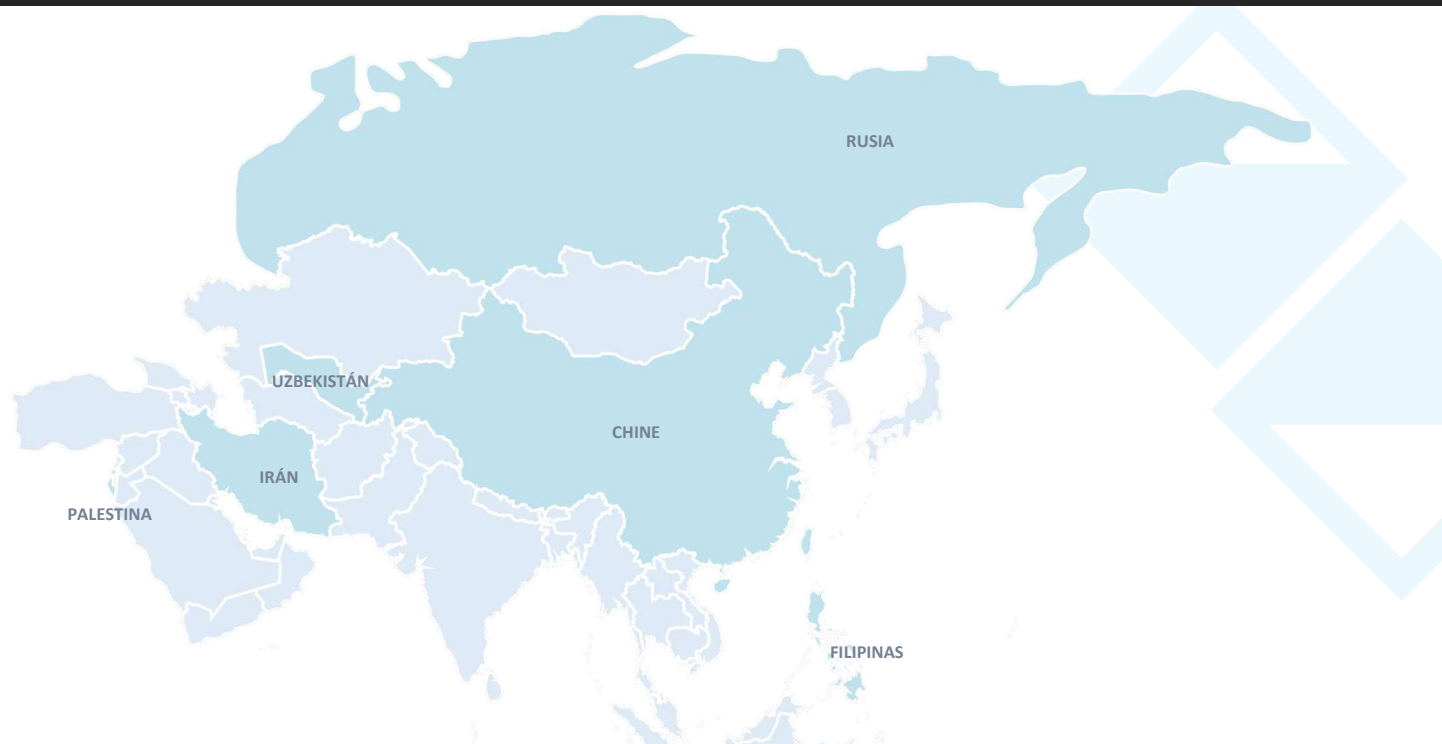 RUSIA
UZBEKISTÁN
CHINE
IRÁN
PALESTINA
FILIPINAS